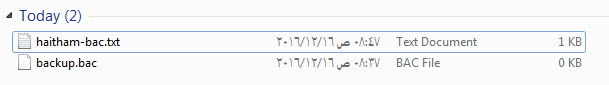 Today (2)
haitham-bac.txt ٢٠١٦/١٢/١٦ ٠٨:٤٧ ص Text Document 1 KB
backup.bac ٢٠١٦/١٢/١٦ ٠٨:٣٧ ص BAC File 0 KB